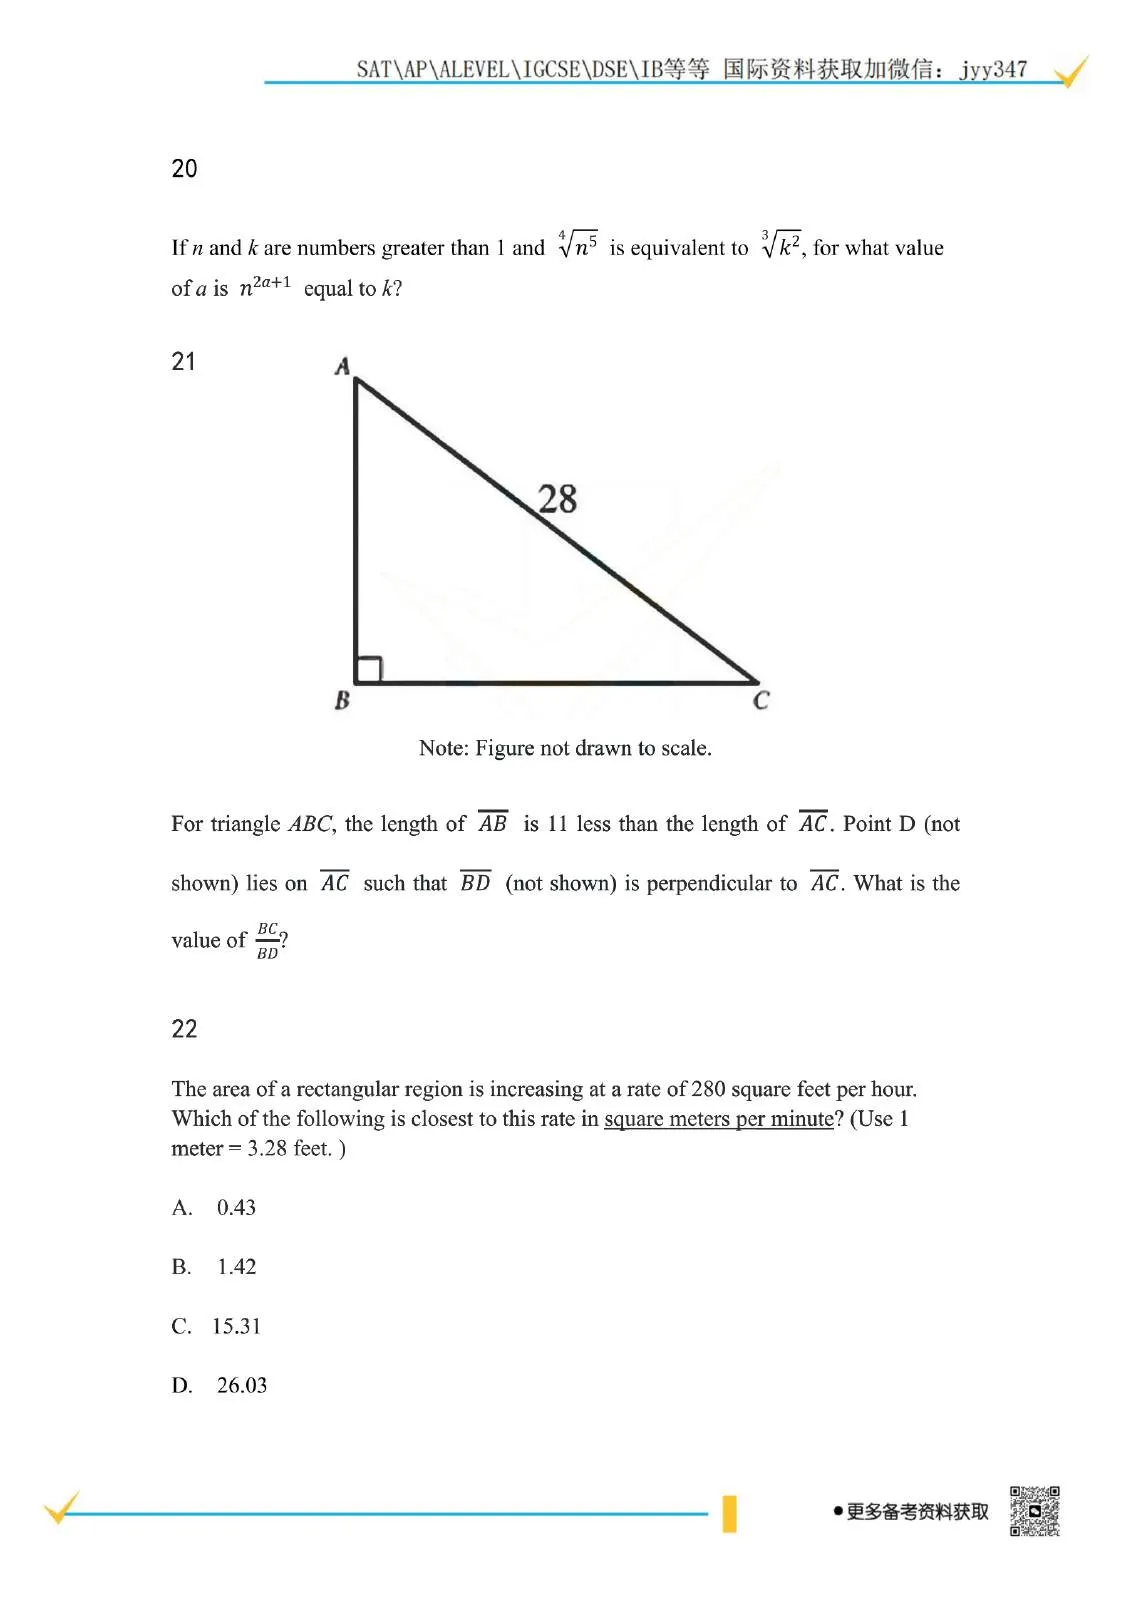 SAT\AP\ALEVEL\IGCSE\DSE\IB等等 国际资料获取加微信：jyy347
20
If n and k are numbers greater than 1 and ⁴√n⁵ is equivalent to ³√k², for what value
of a is n²ᵃ⁺¹ equal to k?
21
A
28
B
C
Note: Figure not drawn to scale.
For triangle ABC, the length of AB is 11 less than the length of AC. Point D (not
shown) lies on AC such that BD (not shown) is perpendicular to AC. What is the
value of BC/BD?
22
The area of a rectangular region is increasing at a rate of 280 square feet per hour.
Which of the following is closest to this rate in square meters per minute? (Use 1
meter = 3.28 feet. )
A. 0.43
B. 1.42
C. 15.31
D. 26.03
●更多备考资料获取